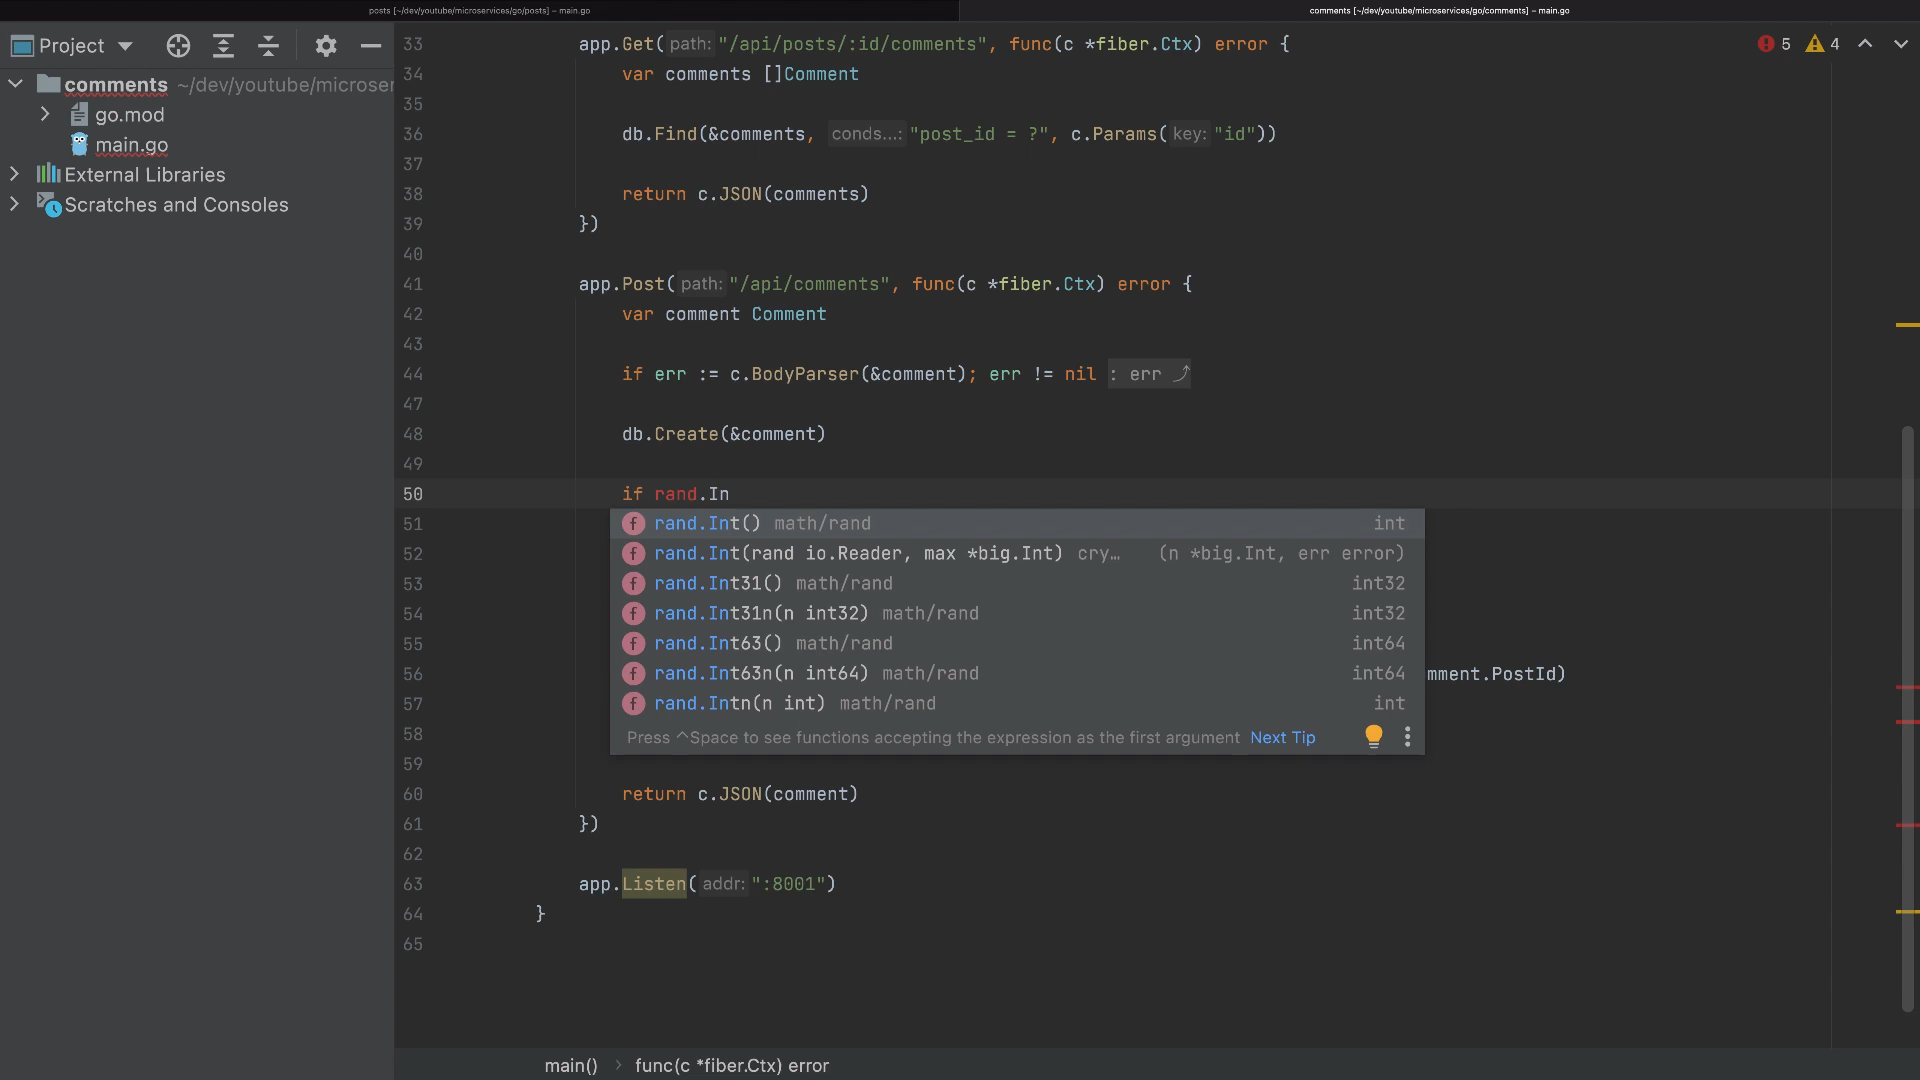 posts [~/dev/youtube/microservices/go/posts] – main.go
comments [~/dev/youtube/microservices/go/comments] – main.go
Project
comments ~/dev/youtube/microser
go.mod
main.go
External Libraries
Scratches and Consoles
5 4
33 app.Get( path: "/api/posts/:id/comments", func(c *fiber.Ctx) error {
34 var comments []Comment
35
36 db.Find(&comments, conds…: "post_id = ?", c.Params( key: "id"))
37
38 return c.JSON(comments)
39 })
40
41 app.Post( path: "/api/comments", func(c *fiber.Ctx) error {
42 var comment Comment
43
44 if err := c.BodyParser(&comment); err != nil : err
47
48 db.Create(&comment)
49
50 if rand.In
51 rand.Int() math/rand int
52 rand.Int(rand io.Reader, max *big.Int) cry… (n *big.Int, err error)
53 rand.Int31() math/rand int32
54 rand.Int31n(n int32) math/rand int32
55 rand.Int63() math/rand int64
56 rand.Int63n(n int64) math/rand int64 mment.PostId)
57 rand.Intn(n int) math/rand int
58 Press ^Space to see functions accepting the expression as the first argument Next Tip
59
60 return c.JSON(comment)
61 })
62
63 app.Listen( addr: ":8001")
64 }
65
main() func(c *fiber.Ctx) error